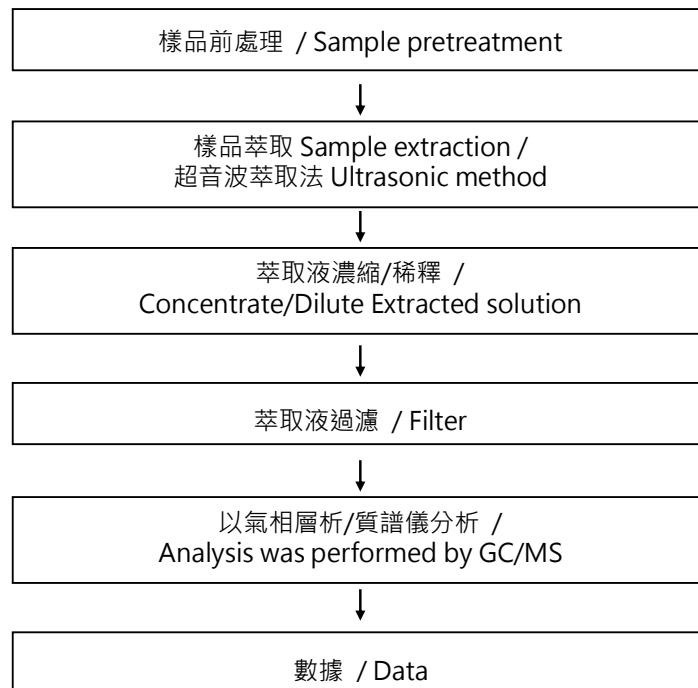 樣品前處理 / Sample pretreatment
樣品萃取 Sample extraction /
超音波萃取法 Ultrasonic method
萃取液濃縮/稀釋 /
Concentrate/Dilute Extracted solution
萃取液過濾 / Filter
以氣相層析/質譜儀分析 /
Analysis was performed by GC/MS
數據 / Data